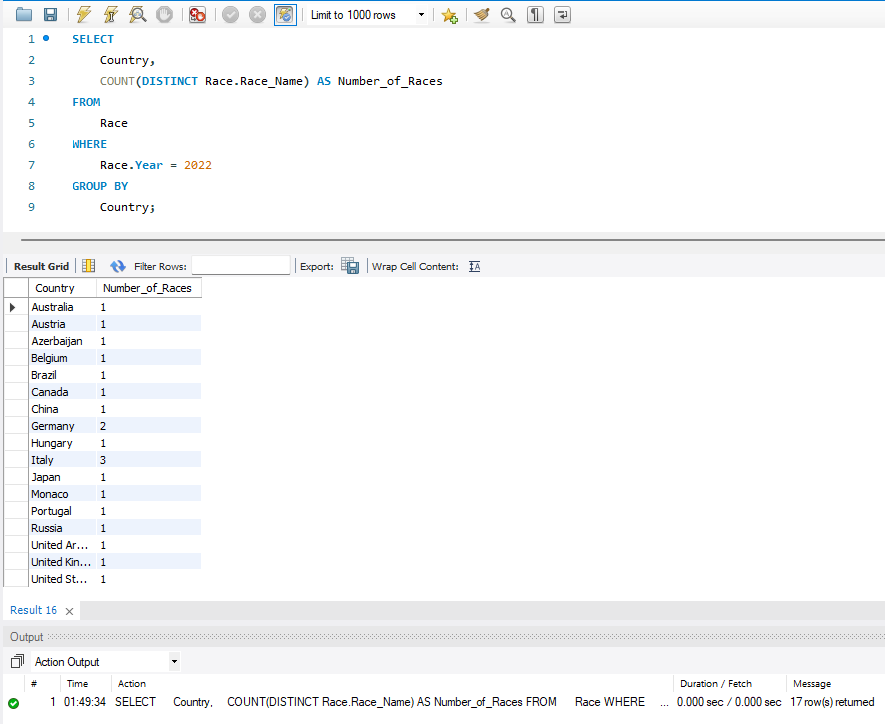 Limit to 1000 rows
1 SELECT
2 Country,
3 COUNT(DISTINCT Race.Race_Name) AS Number_of_Races
4 FROM
5 Race
6 WHERE
7 Race.Year = 2022
8 GROUP BY
9 Country;
Result Grid Filter Rows: Export: Wrap Cell Content: IA
Country Number_of_Races
Australia 1
Austria 1
Azerbaijan 1
Belgium 1
Brazil 1
Canada 1
China 1
Germany 2
Hungary 1
Italy 3
Japan 1
Monaco 1
Portugal 1
Russia 1
United Ar... 1
United Kin... 1
United St... 1
Result 16
Output
Action Output
# Time Action Duration / Fetch Message
1 01:49:34 SELECT Country, COUNT(DISTINCT Race.Race_Name) AS Number_of_Races FROM Race WHERE ... 0.000 sec / 0.000 sec 17 row(s) returned